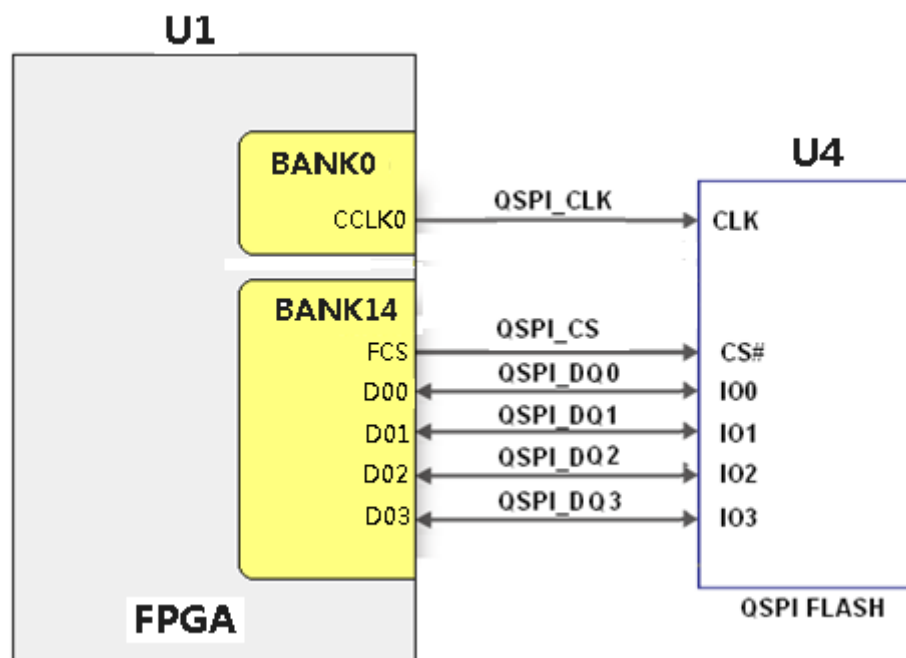 U1
U4
BANK0
CCLK0
QSPI_CLK
CLK
BANK14
FCS
QSPI_CS
CS#
D00
QSPI_DQ0
IO0
D01
QSPI_DQ1
IO1
D02
QSPI_DQ2
IO2
D03
QSPI_DQ3
IO3
FPGA
QSPI FLASH